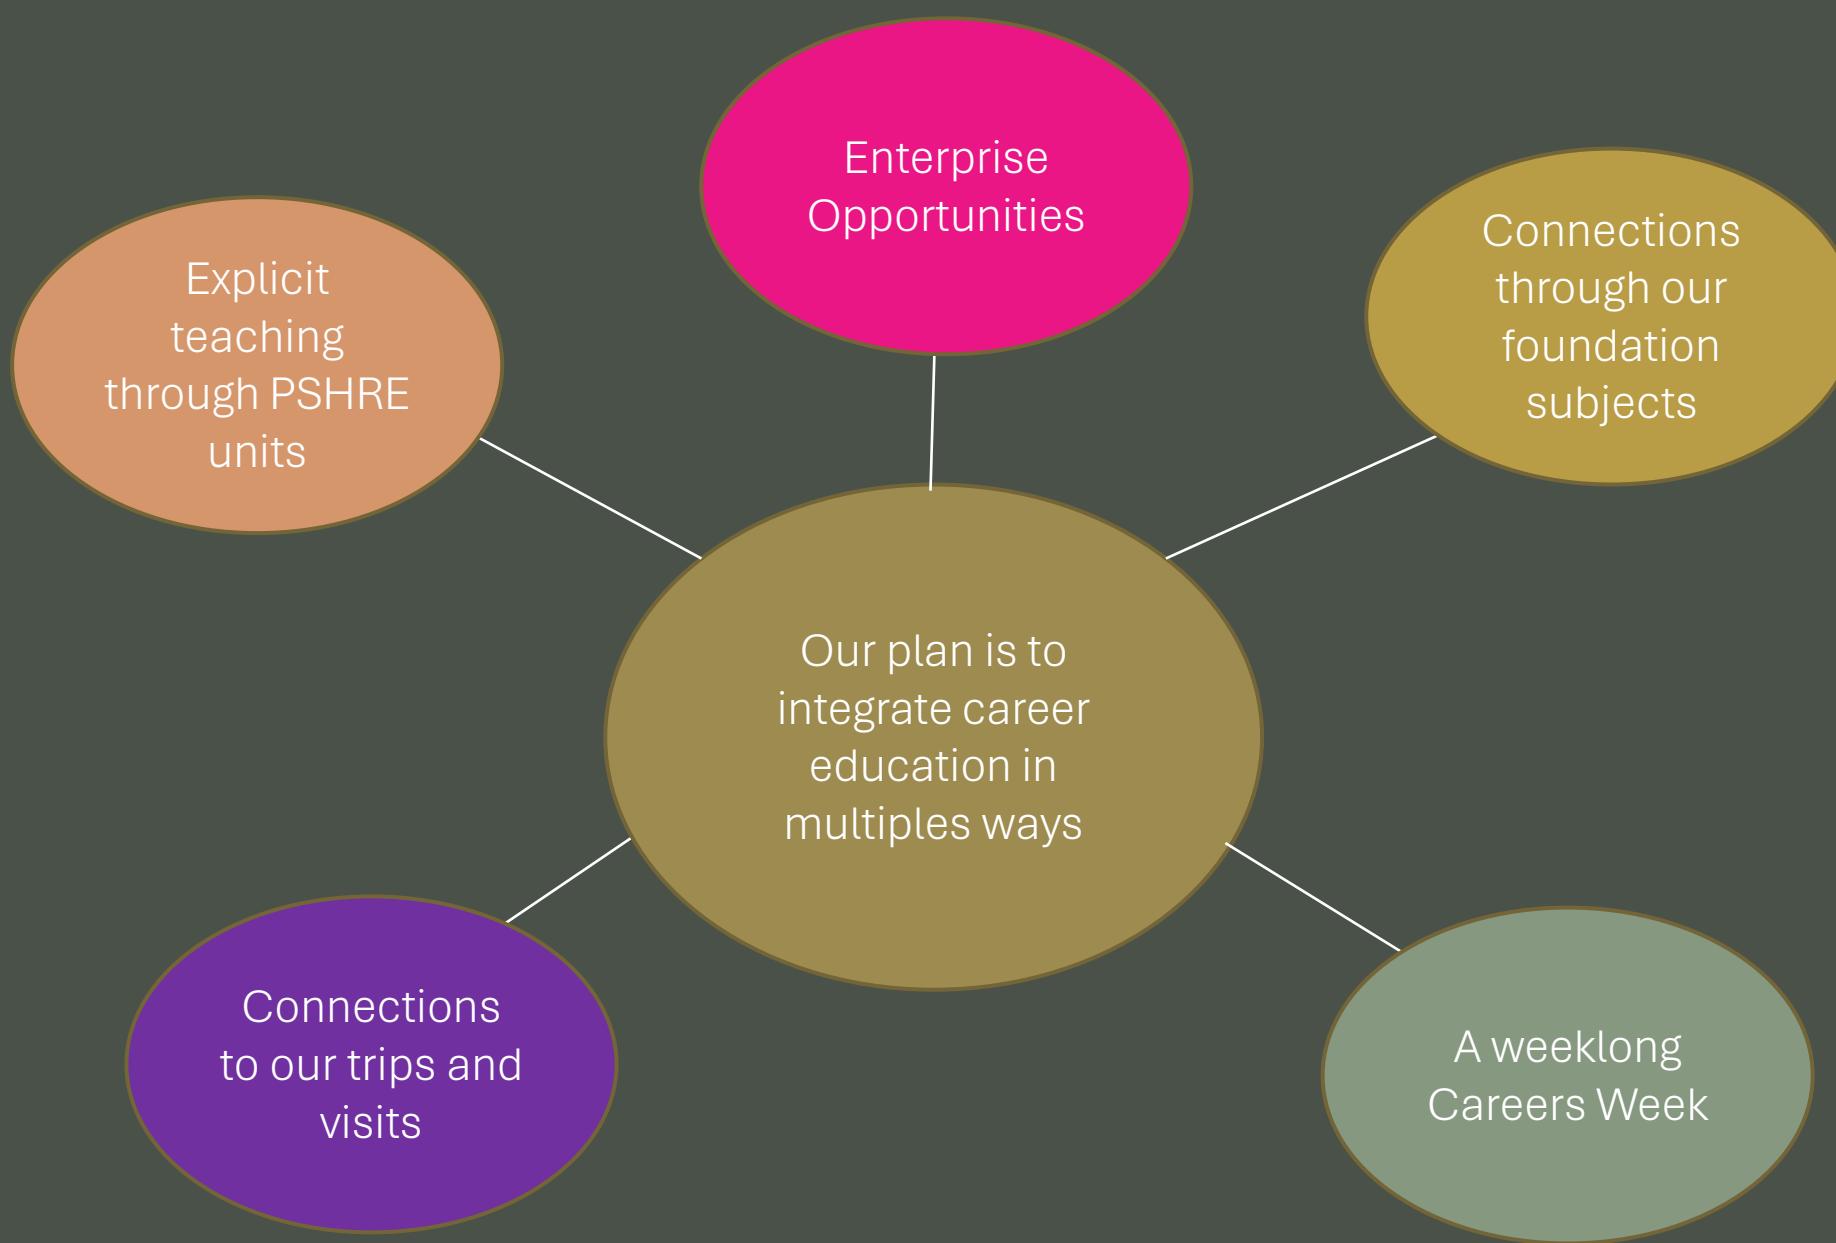 Enterprise
Opportunities
Explicit
teaching
through PSHRE
units
Connections
through our
foundation
subjects
Our plan is to
integrate career
education in
multiples ways
Connections
to our trips and
visits
A weeklong
Careers Week